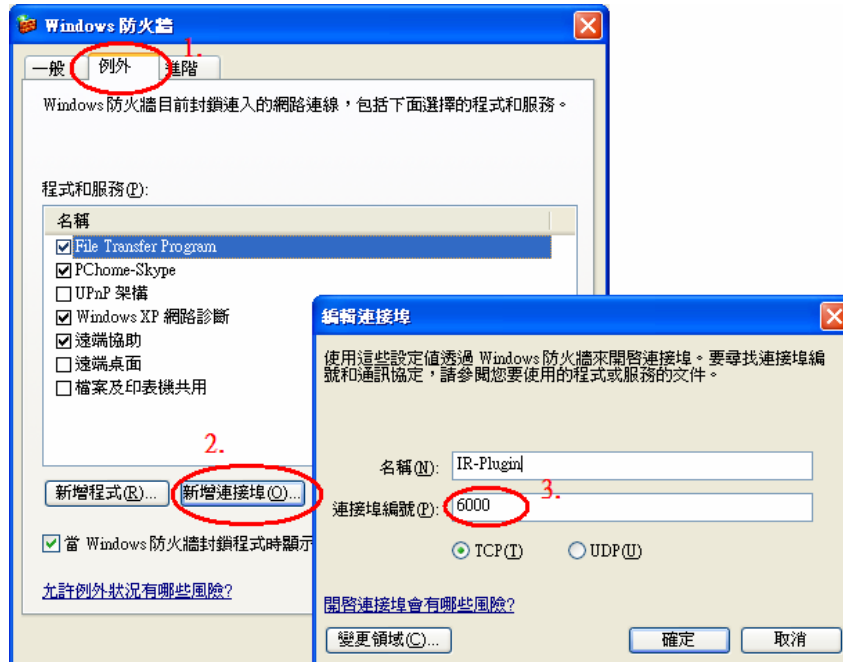 Windows 防火牆
1.
一般
例外
進階
Windows 防火牆目前封鎖連入的網路連線，包括下面選擇的程式和服務。
程式和服務(P):
名稱
File Transfer Program
PChome-Skype
UPnP 架構
Windows XP 網路診斷
遠端協助
遠端桌面
檔案及印表機共用
2.
新增程式(R)...
新增連接埠(O)...
當 Windows 防火牆封鎖程式時顯示
允許例外狀況有哪些風險?
編輯連接埠
使用這些設定值透過 Windows 防火牆來開啟連接埠。要尋找連接埠編
號和通訊協定，請參閱您要使用的程式或服務的文件。
名稱(N):
IR-Plugin
3.
連接埠編號(P):
6000
TCP(T)
UDP(U)
開啟連接埠會有哪些風險?
變更領域(C)...
確定
取消